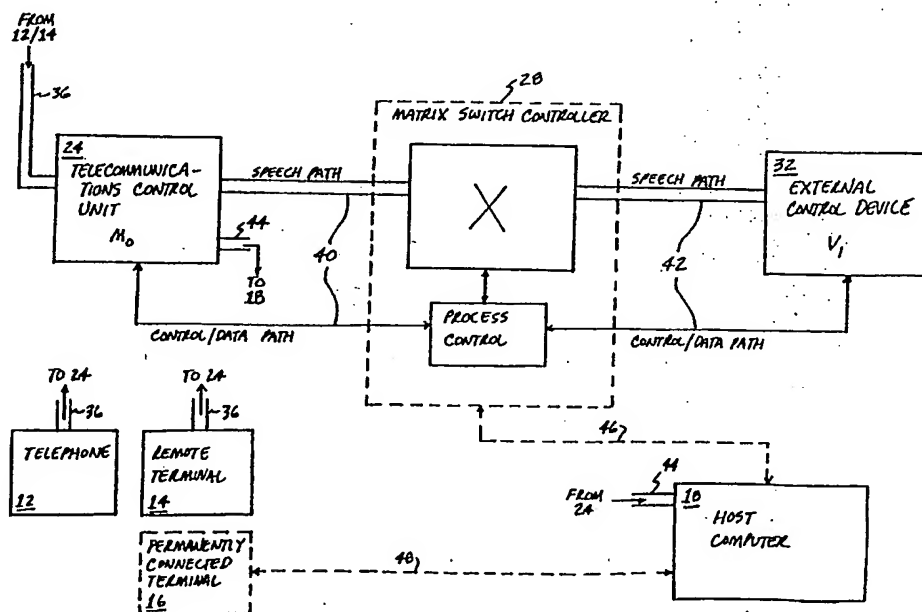 FROM
12/14
36
28
MATRIX SWITCH CONTROLLER
24
TELECOMMUNICA-
TIONS CONTROL
UNIT
M0
SPEECH PATH
X
SPEECH PATH
32
EXTERNAL
CONTROL DEVICE
V1
44
TO
18
40
42
PROCESS
CONTROL
CONTROL/DATA PATH
CONTROL/DATA PATH
TO 24
36
TELEPHONE
12
TO 24
36
REMOTE
TERMINAL
14
46
44
FROM
24
18
HOST
COMPUTER
PERMANENTLY
CONNECTED
TERMINAL
16
48